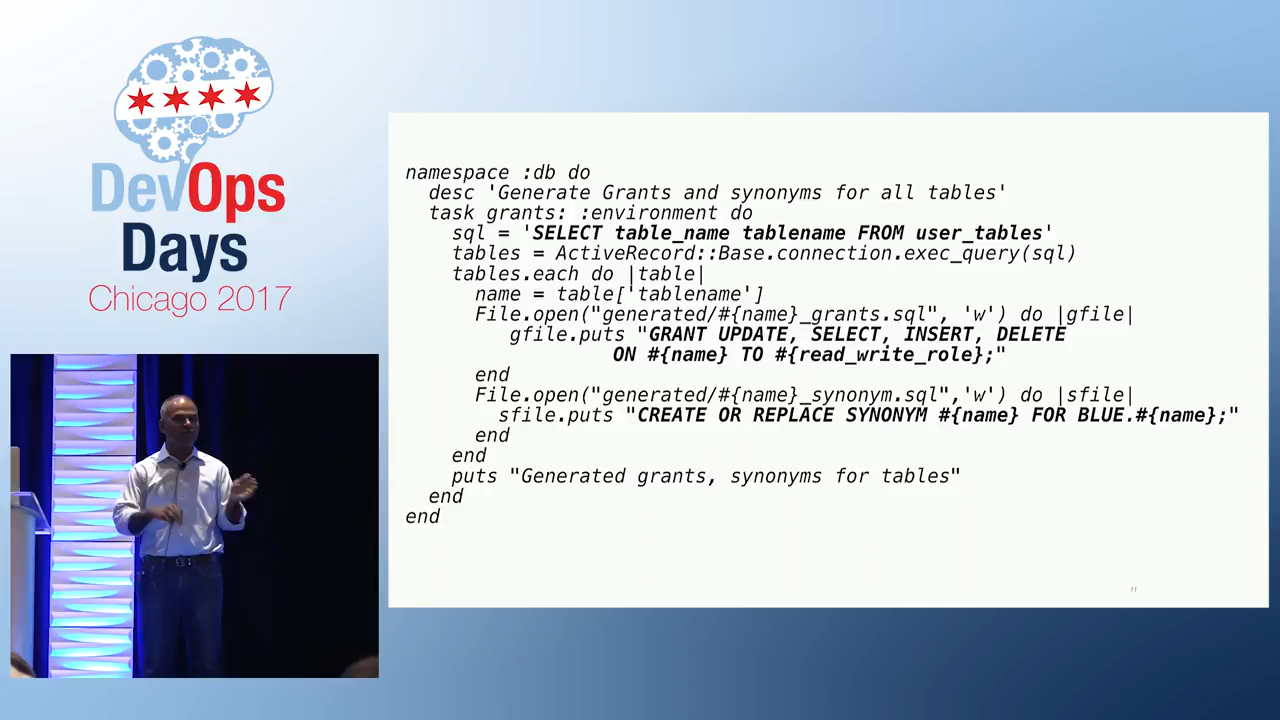 DevOps
Days
Chicago 2017
namespace :db do
desc 'Generate Grants and synonyms for all tables'
task grants: :environment do
sql = 'SELECT table_name tablename FROM user_tables'
tables = ActiveRecord::Base.connection.exec_query(sql)
tables.each do |table|
name = table['tablename']
File.open("generated/#{name}_grants.sql", 'w') do |gfile|
gfile.puts "GRANT UPDATE, SELECT, INSERT, DELETE
ON #{name} TO #{read_write_role};"
end
File.open("generated/#{name}_synonym.sql",'w') do |sfile|
sfile.puts "CREATE OR REPLACE SYNONYM #{name} FOR BLUE.#{name};"
end
end
puts "Generated grants, synonyms for tables"
end
end
11